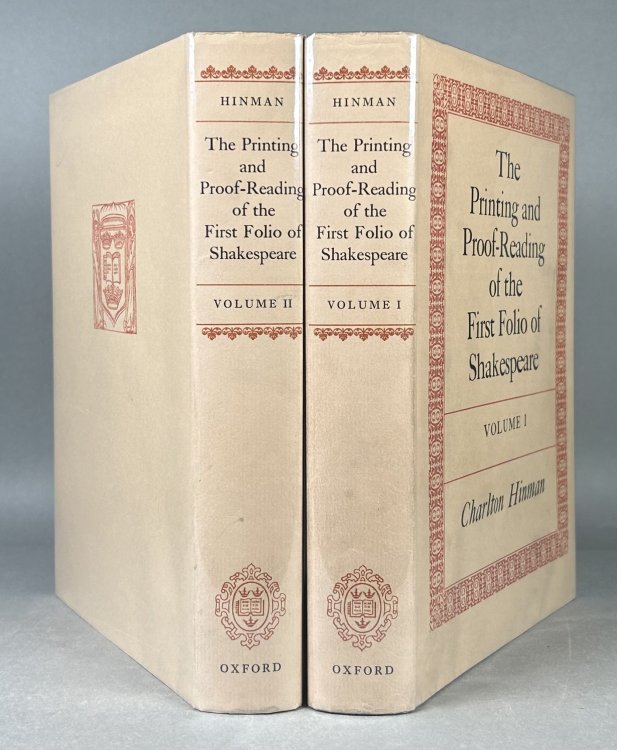 HINMAN
The Printing
and
Proof-Reading
of the
First Folio of
Shakespeare
VOLUME II
OXFORD
HINMAN
The Printing
and
Proof-Reading
of the
First Folio of
Shakespeare
VOLUME I
OXFORD
The
Printing and
Proof-Reading
of the
First Folio of
Shakespeare
VOLUME I
Charlton Hinman